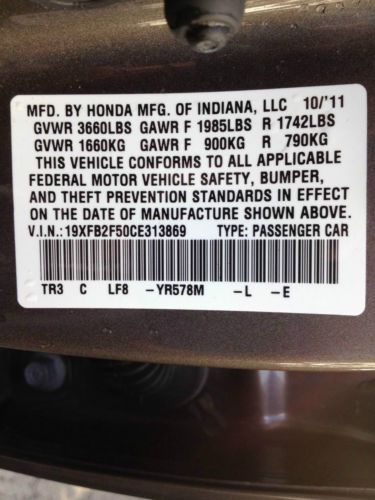 MFD. BY HONDA MFG. OF INDIANA, LLC 10/'11
GVWR 3660LBS GAWR F 1985LBS R 1742LBS
GVWR 1660KG GAWR F 900KG R 790KG
THIS VEHICLE CONFORMS TO ALL APPLICABLE
FEDERAL MOTOR VEHICLE SAFETY, BUMPER,
AND THEFT PREVENTION STANDARDS IN EFFECT
ON THE DATE OF MANUFACTURE SHOWN ABOVE.
V.I.N.:19XFB2F50CE313869 TYPE: PASSENGER CAR
TR3 C LF8 -YR578M -L -E